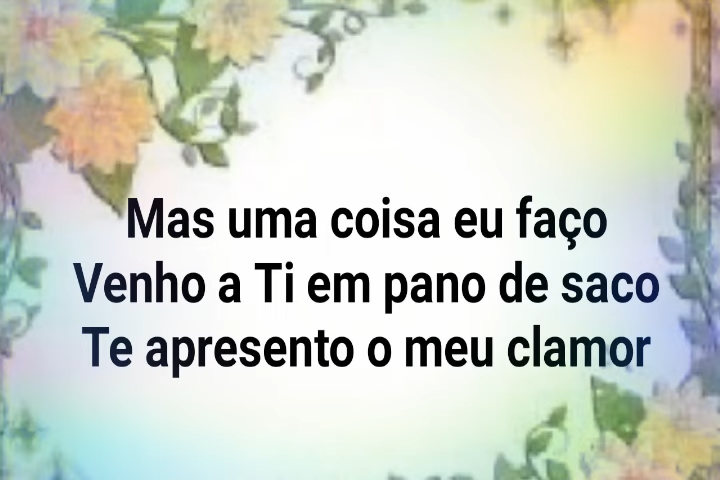 Mas uma coisa eu faço
Venho a Ti em pano de saco
Te apresento o meu clamor